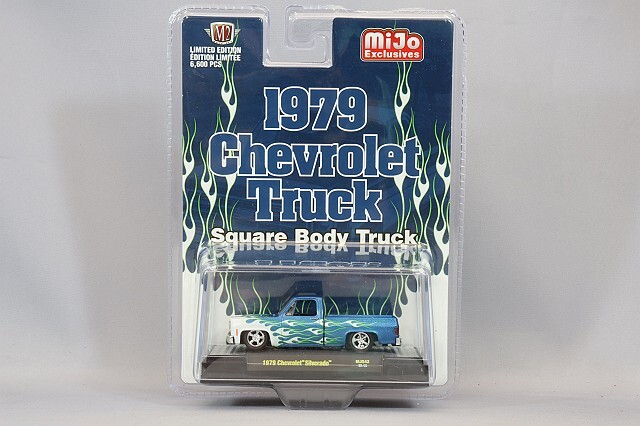 M2
LIMITED EDITION
ÉDITION LIMITÉE
6,600 PCS
MiJo
Exclusives
1979
Chevrolet
Truck
Square Body Truck
1979 Chevrolet "Silverado"